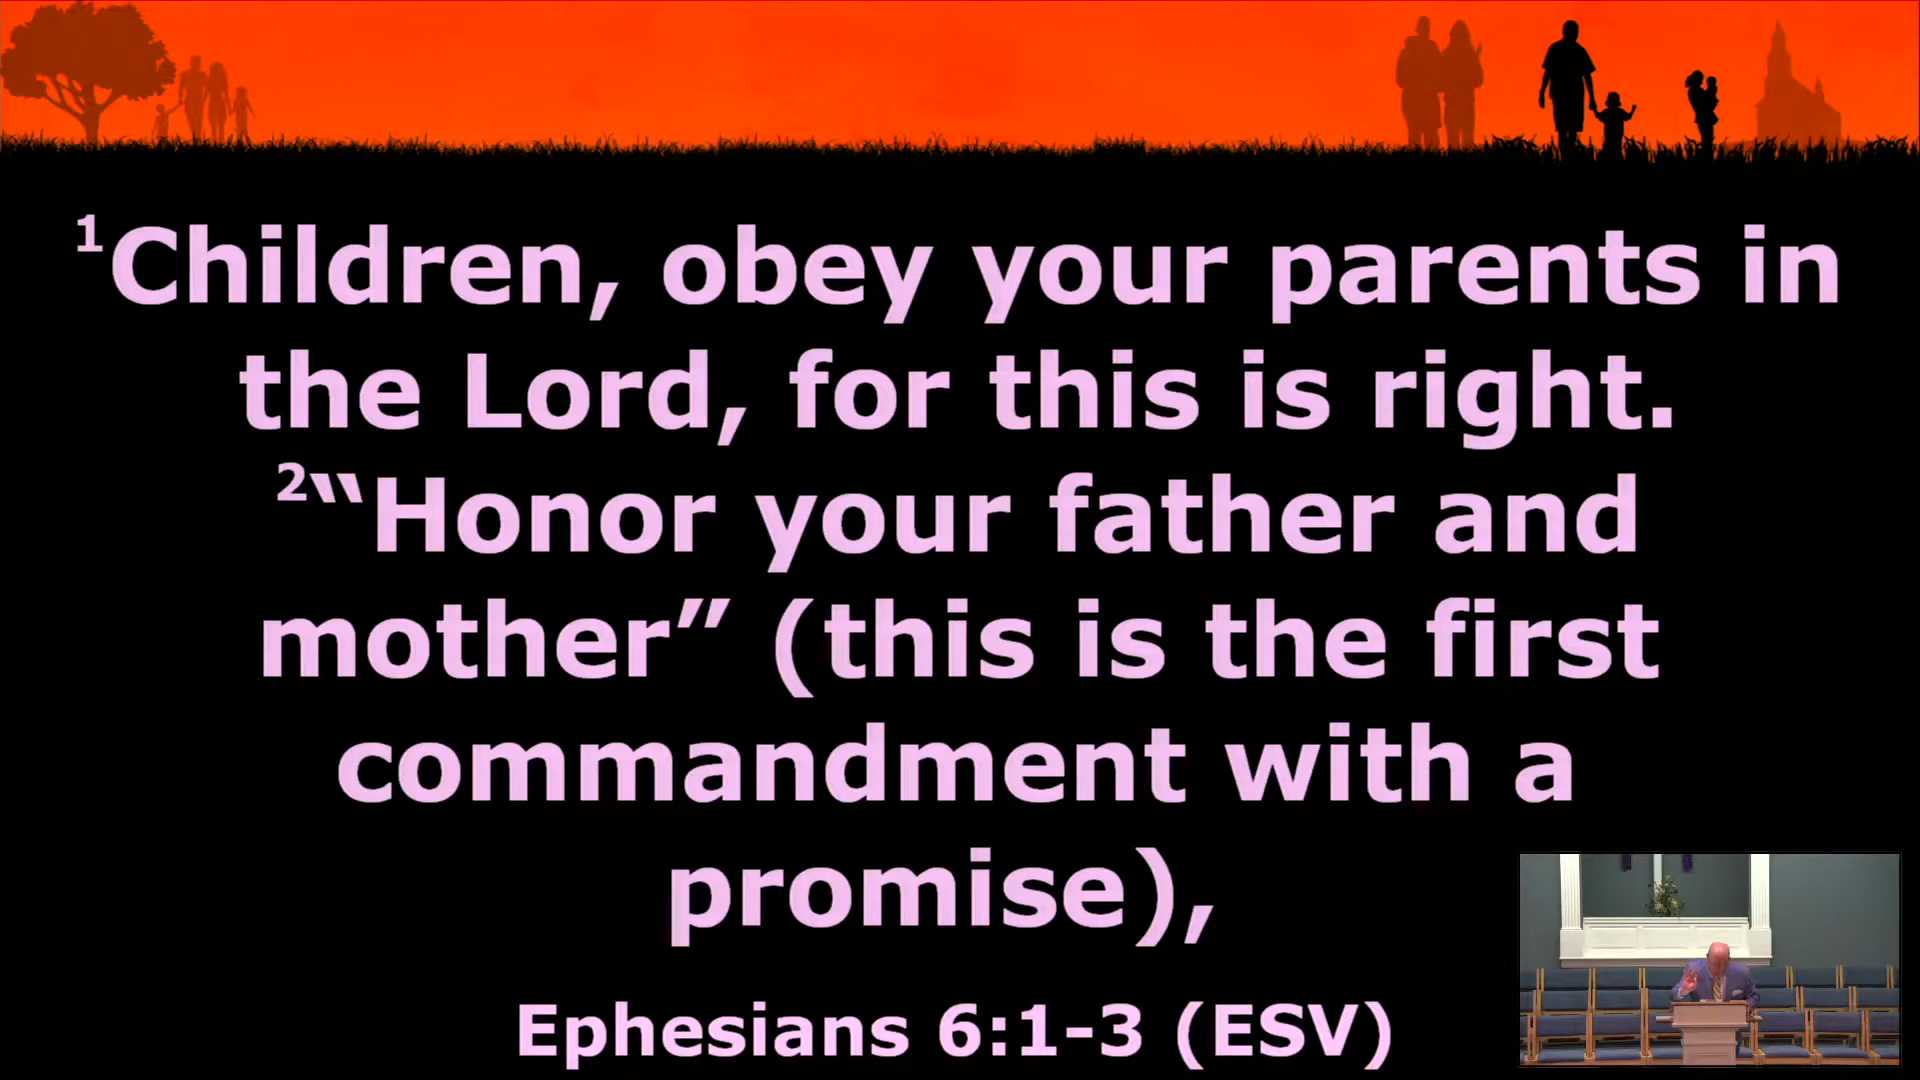 ¹Children, obey your parents in
the Lord, for this is right.
²“Honor your father and
mother” (this is the first
commandment with a
promise),
Ephesians 6:1-3 (ESV)